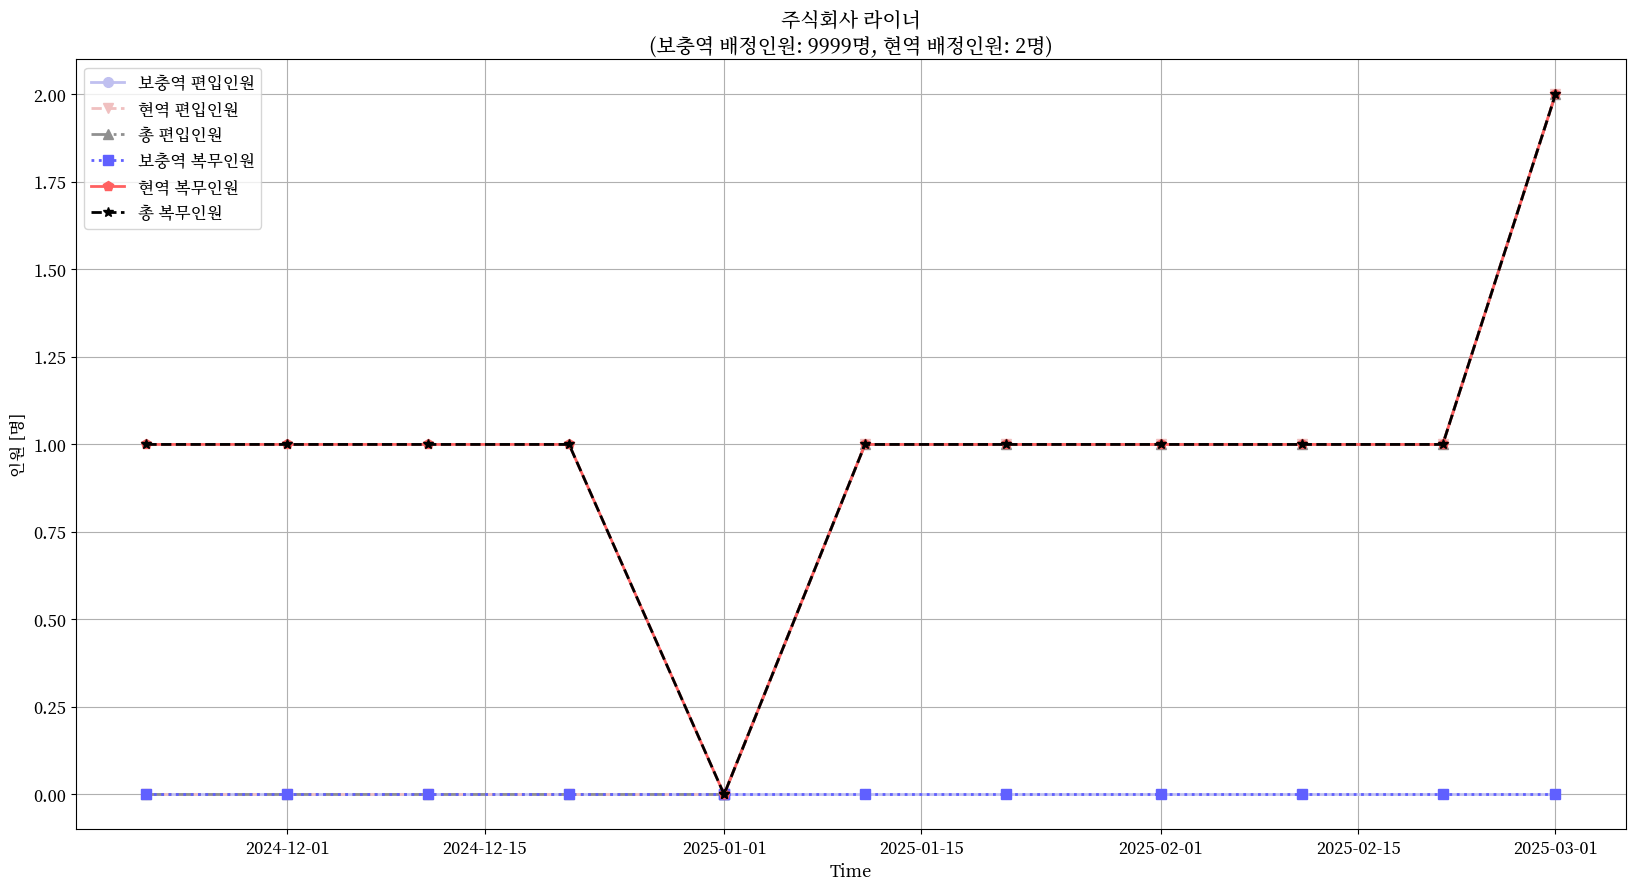 주식회사 라이너
(보충역 배정인원: 9999명, 현역 배정인원: 2명)
보충역 편입인원
현역 편입인원
총 편입인원
보충역 복무인원
현역 복무인원
총 복무인원
2.00
1.75
1.50
1.25
1.00
0.75
0.50
0.25
0.00
인원 [명]
2024-12-01
2024-12-15
2025-01-01
2025-01-15
2025-02-01
2025-02-15
2025-03-01
Time